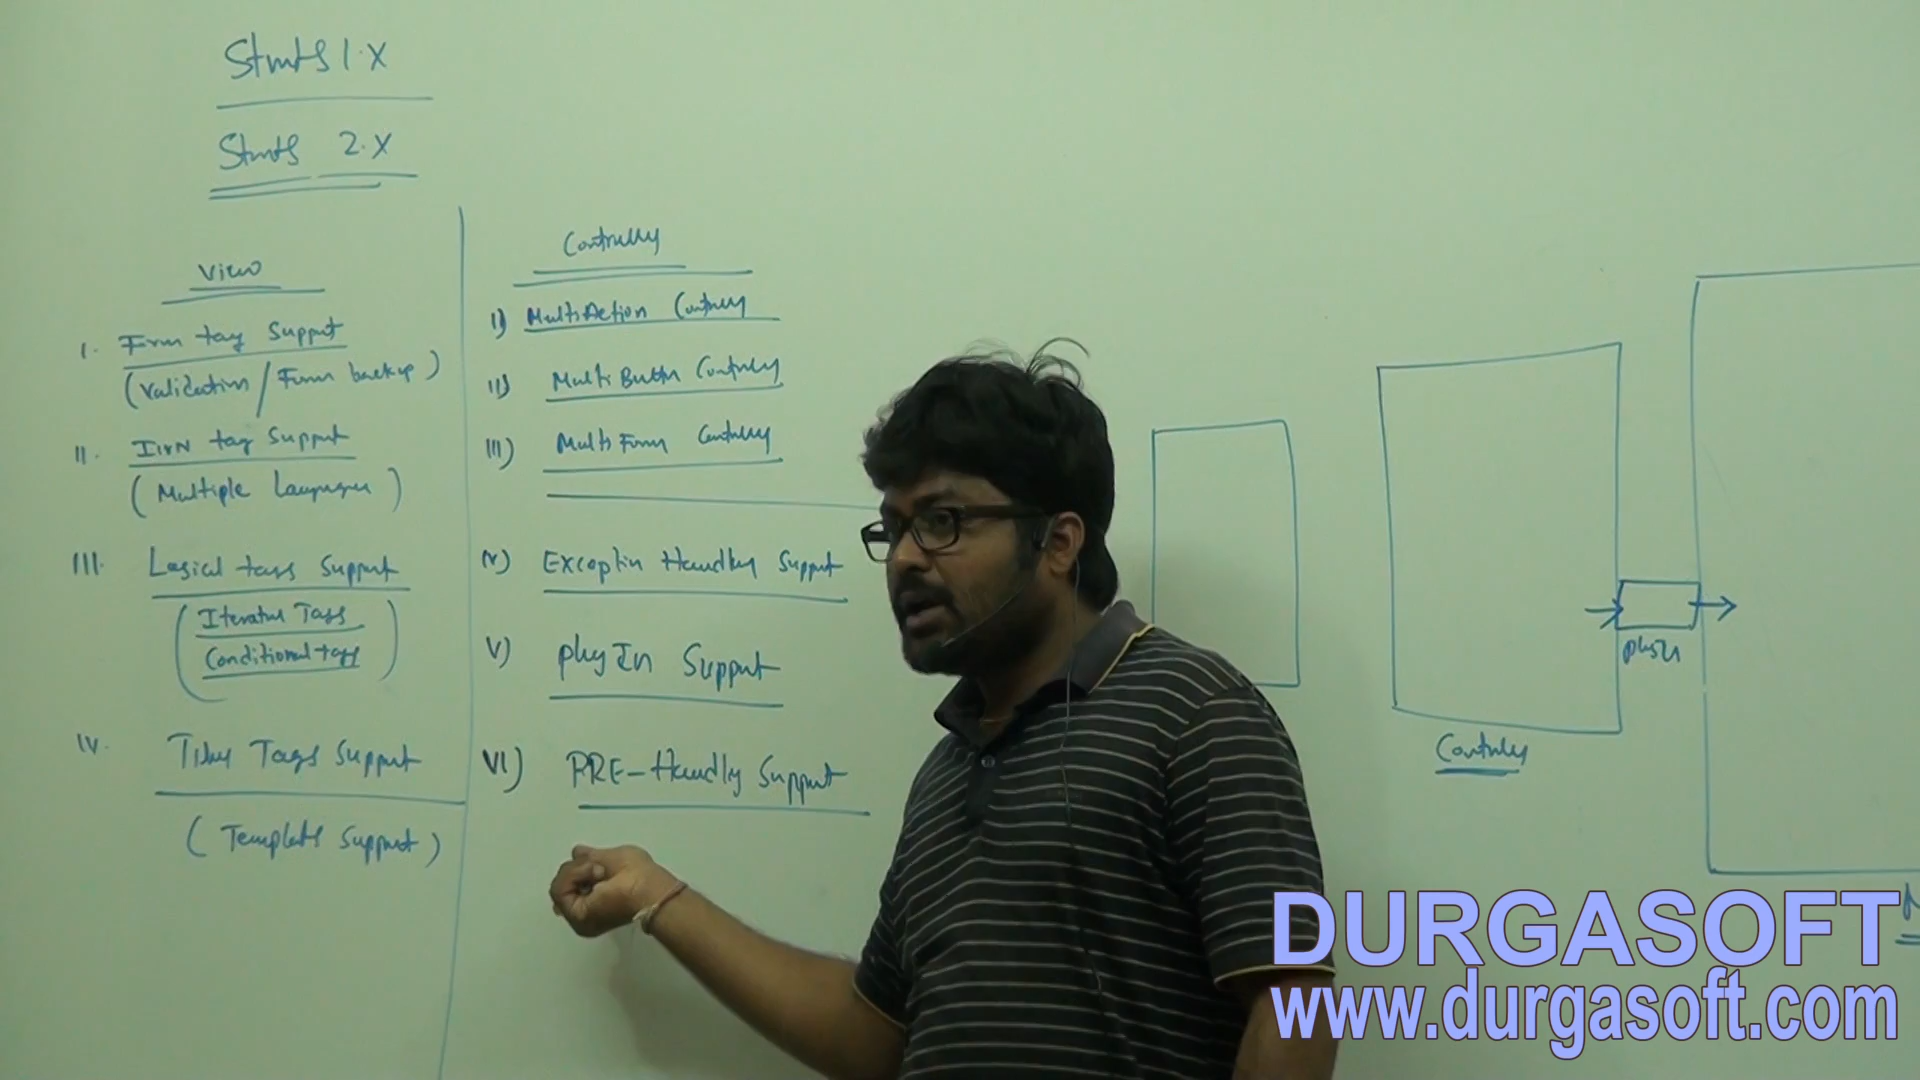 Struts 1.X
Struts 2.X
View
I. Form tag Support
(Validation / Form backup)
II. I18N tag Support
(Multiple Languages)
III. Logical tags Support
(Iterator Tags
Conditional tags)
IV. Tiles Tags Support
(Templates Support)
Controller
I) MultiAction Controller
II) Multi Button Controller
III) Multi Form Controller
IV) Exception Handling Support
V) plugIn Support
VI) PRE-Handling Support
plugIn
Controller
DURGASOFT
www.durgasoft.com